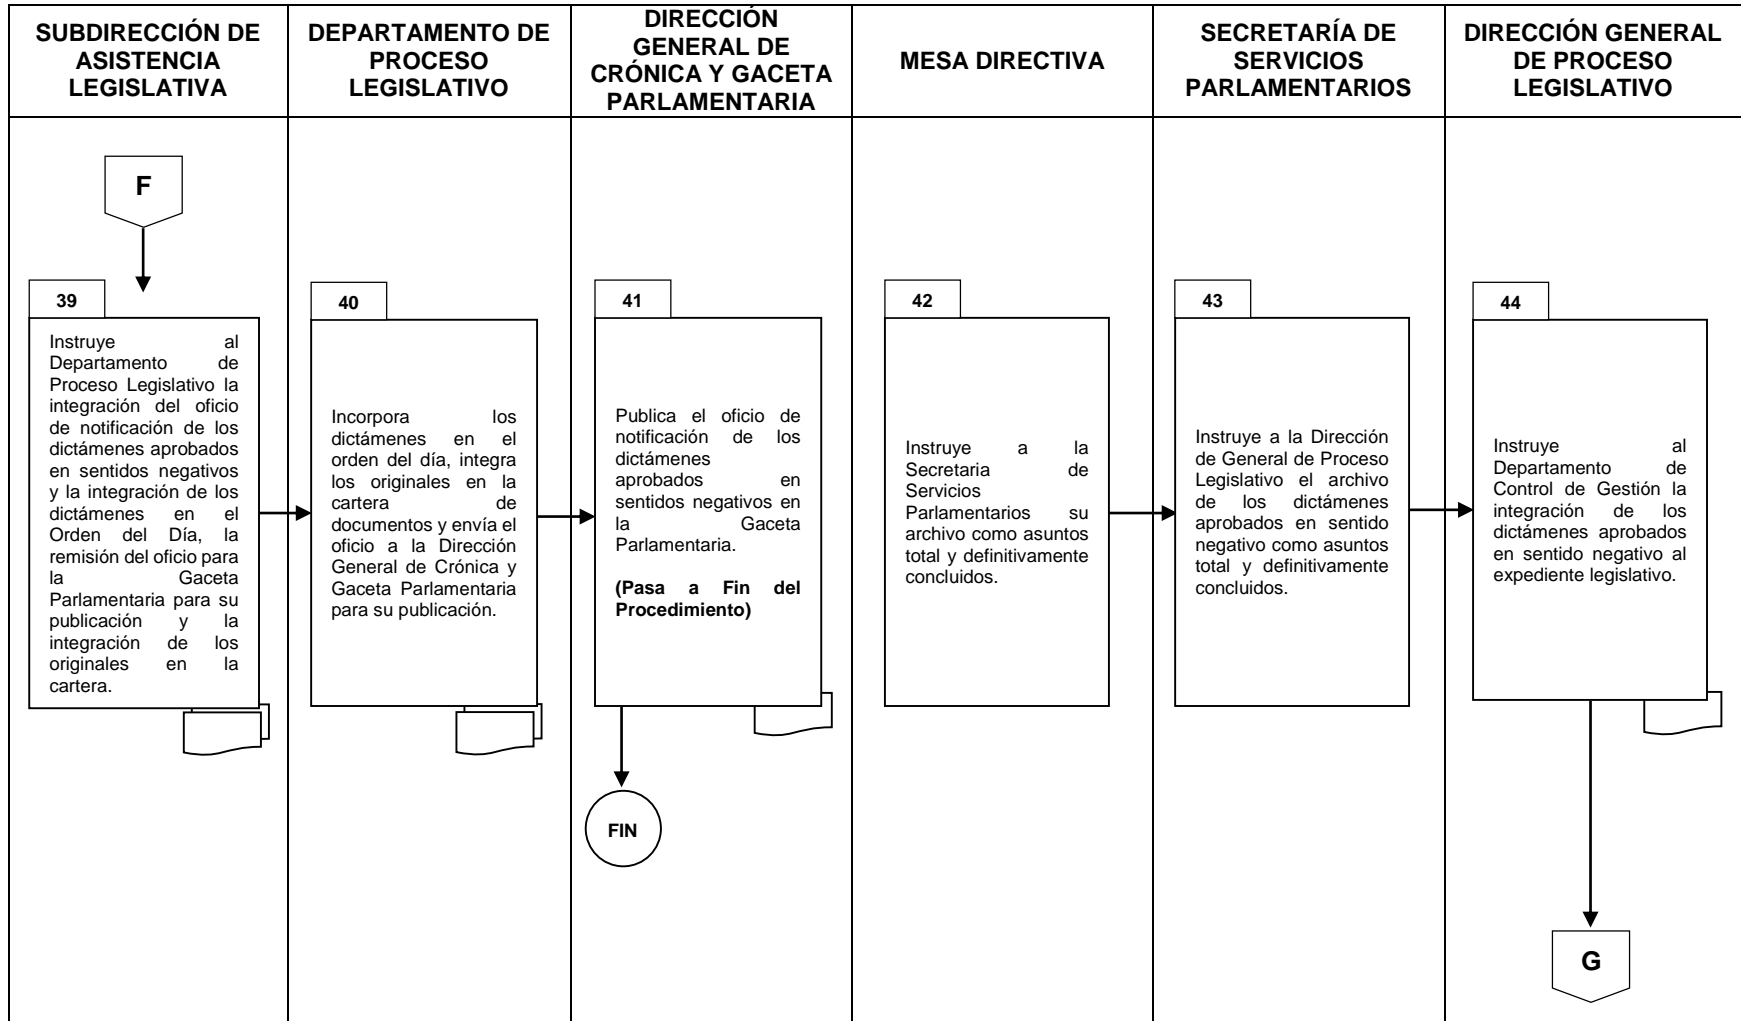 SUBDIRECCIÓN DE
ASISTENCIA
LEGISLATIVA
DEPARTAMENTO DE
PROCESO
LEGISLATIVO
DIRECCIÓN
GENERAL DE
CRÓNICA Y GACETA
PARLAMENTARIA
MESA DIRECTIVA
SECRETARÍA DE
SERVICIOS
PARLAMENTARIOS
DIRECCIÓN GENERAL
DE PROCESO
LEGISLATIVO
F
39
Instruye al
Departamento de
Proceso Legislativo la
integración del oficio
de notificación de los
dictámenes aprobados
en sentidos negativos
y la integración de los
dictámenes en el
Orden del Día, la
remisión del oficio para
la Gaceta
Parlamentaria para su
publicación y la
integración de los
originales en la
cartera.
40
Incorpora los
dictámenes en el
orden del día, integra
los originales en la
cartera de
documentos y envía el
oficio a la Dirección
General de Crónica y
Gaceta Parlamentaria
para su publicación.
41
Publica el oficio de
notificación de los
dictámenes
aprobados en
sentidos negativos en
la Gaceta
Parlamentaria.
(Pasa a Fin del
Procedimiento)
FIN
42
Instruye a la
Secretaria de
Servicios
Parlamentarios su
archivo como asuntos
total y definitivamente
concluidos.
43
Instruye a la Dirección
de General de Proceso
Legislativo el archivo
de los dictámenes
aprobados en sentido
negativo como asuntos
total y definitivamente
concluidos.
44
Instruye al
Departamento de
Control de Gestión la
integración de los
dictámenes aprobados
en sentido negativo al
expediente legislativo.
G